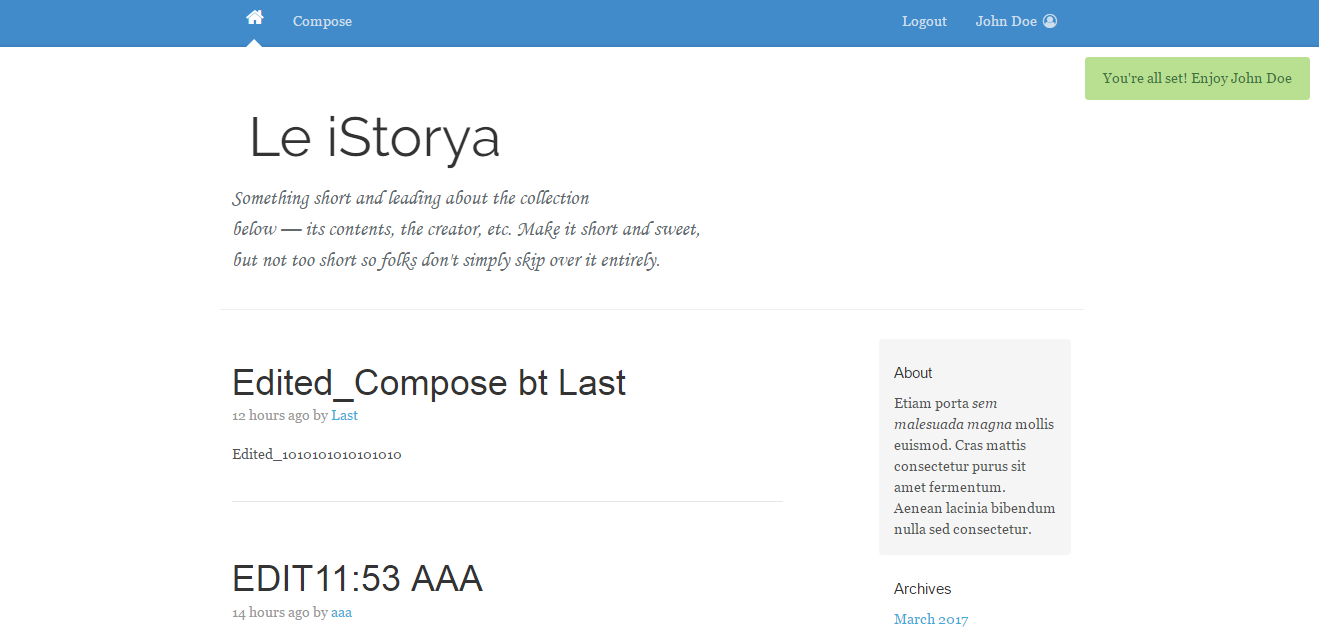 Compose
Logout
John Doe
You're all set! Enjoy John Doe
Le iStorya
Something short and leading about the collection
below — its contents, the creator, etc. Make it short and sweet,
but not too short so folks don't simply skip over it entirely.
Edited_Compose bt Last
12 hours ago by Last
Edited_1010101010101010
EDIT11:53 AAA
14 hours ago by aaa
About
Etiam porta sem
malesuada magna mollis
euismod. Cras mattis
consectetur purus sit
amet fermentum.
Aenean lacinia bibendum
nulla sed consectetur.
Archives
March 2017